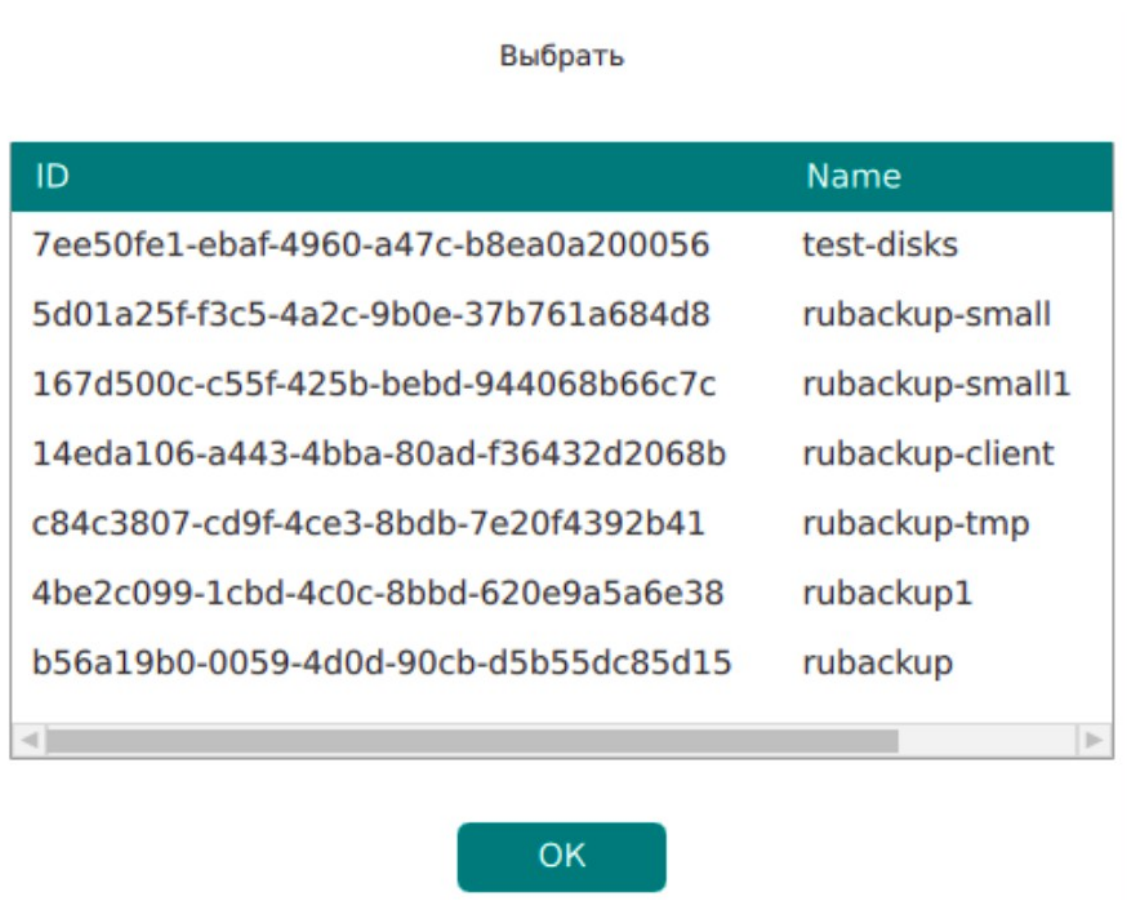 Выбрать
ID Name
7ee50fe1-ebaf-4960-a47c-b8ea0a200056 test-disks
5d01a25f-f3c5-4a2c-9b0e-37b761a684d8 rubackup-small
167d500c-c55f-425b-bebd-944068b66c7c rubackup-small1
14eda106-a443-4bba-80ad-f36432d2068b rubackup-client
c84c3807-cd9f-4ce3-8bdb-7e20f4392b41 rubackup-tmp
4be2c099-1cbd-4c0c-8bbd-620e9a5a6e38 rubackup1
b56a19b0-0059-4d0d-90cb-d5b55dc85d15 rubackup
OK